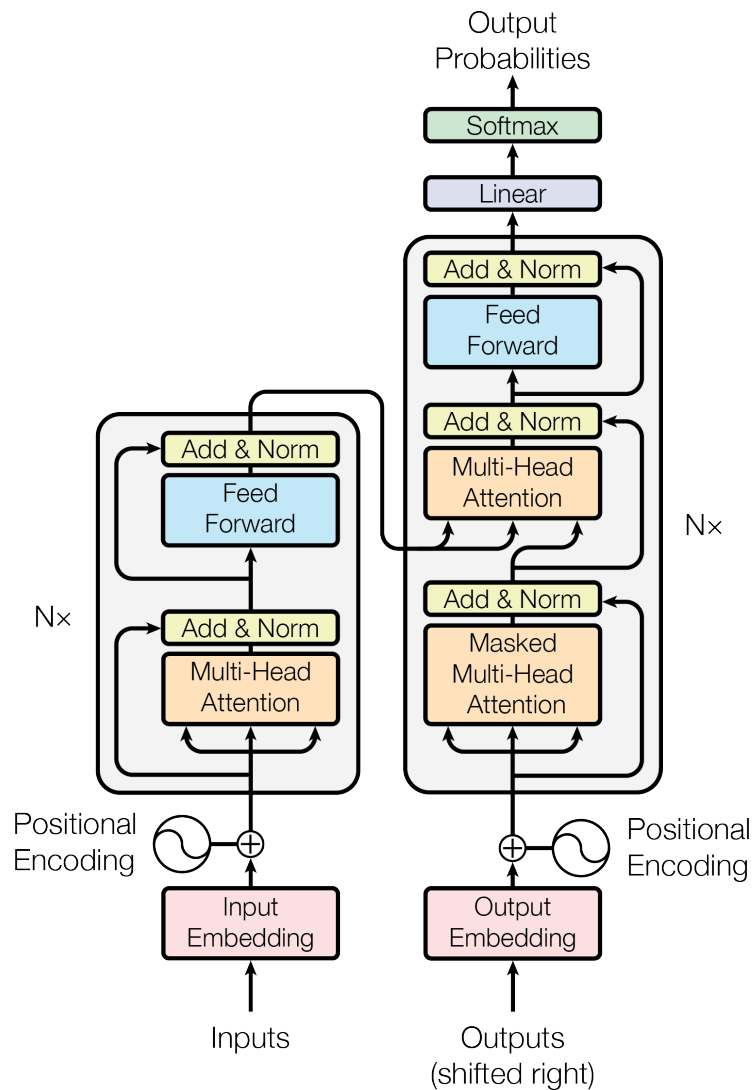 Output
Probabilities
Softmax
Linear
Add & Norm
Feed
Forward
Add & Norm
Multi-Head
Attention
Add & Norm
Masked
Multi-Head
Attention
N×
Add & Norm
Feed
Forward
Add & Norm
Multi-Head
Attention
N×
Positional
Encoding
Positional
Encoding
Input
Embedding
Output
Embedding
Inputs
Outputs
(shifted right)